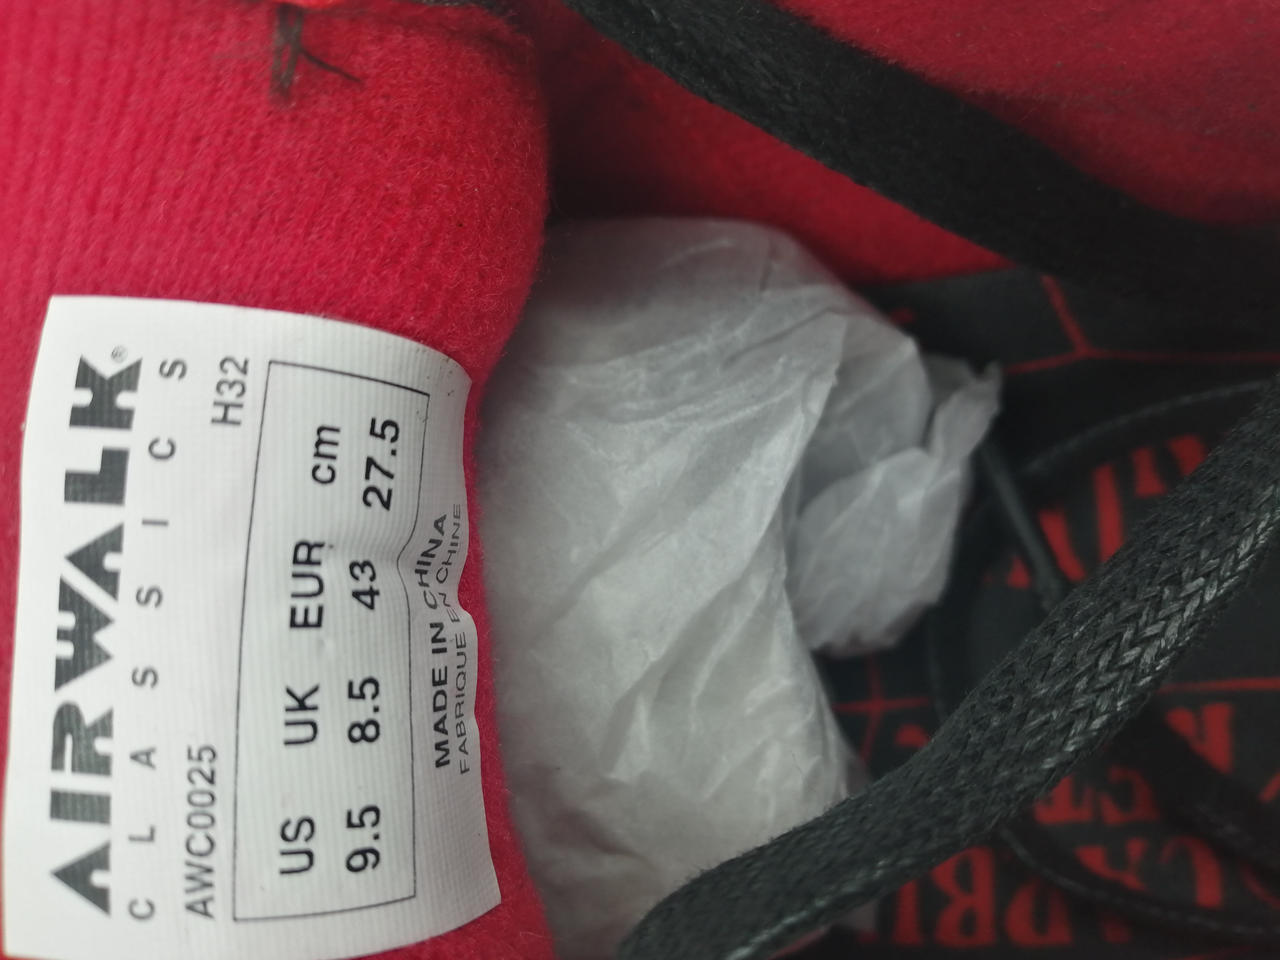 AIRWALK®
CLASSICS
AWC0025 H32
US UK EUR cm
9.5 8.5 43 27.5
MADE IN CHINA
FABRIQUE EN CHINE